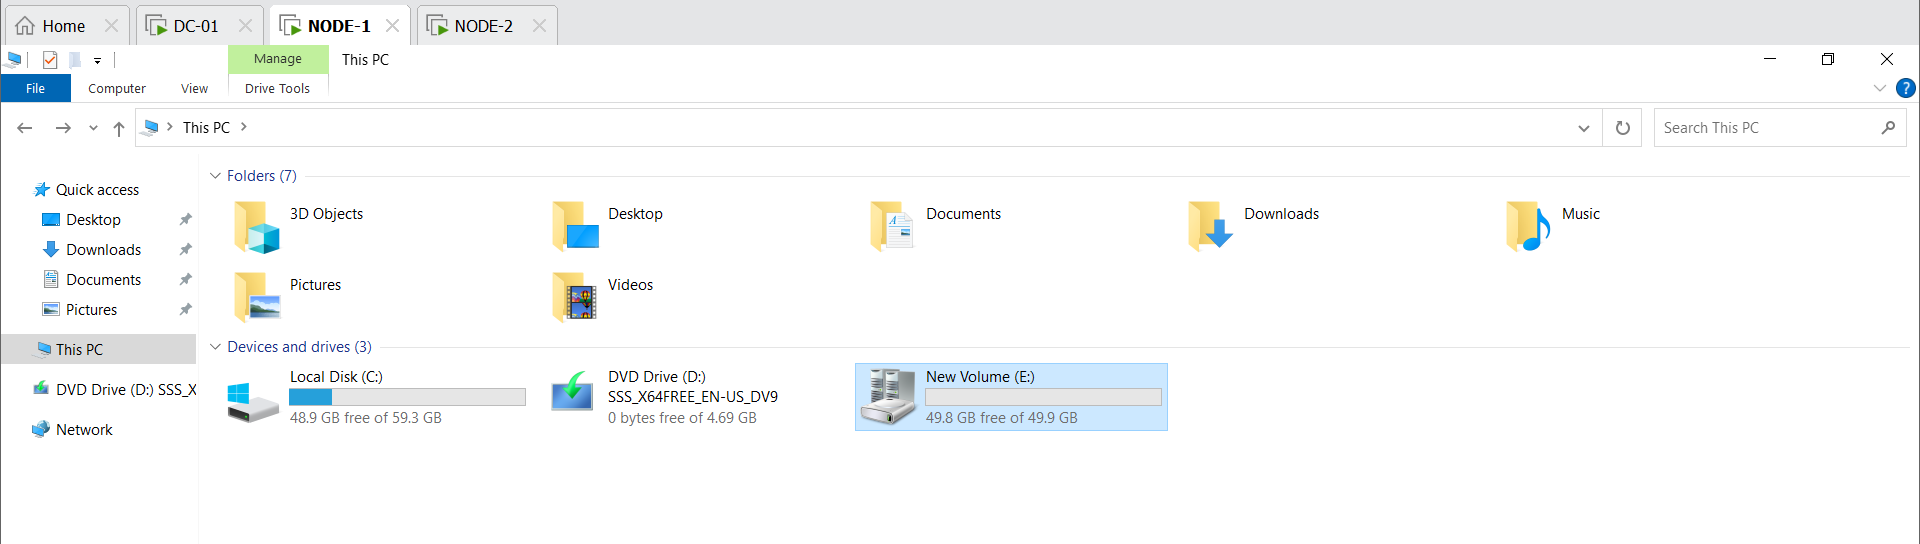 Home
DC-01
NODE-1
NODE-2
Manage
This PC
File
Computer
View
Drive Tools
This PC
Search This PC
Quick access
Desktop
Downloads
Documents
Pictures
This PC
DVD Drive (D:) SSS_X
Network
Folders (7)
3D Objects
Desktop
Documents
Downloads
Music
Pictures
Videos
Devices and drives (3)
Local Disk (C:)
48.9 GB free of 59.3 GB
DVD Drive (D:)
SSS_X64FREE_EN-US_DV9
0 bytes free of 4.69 GB
New Volume (E:)
49.8 GB free of 49.9 GB